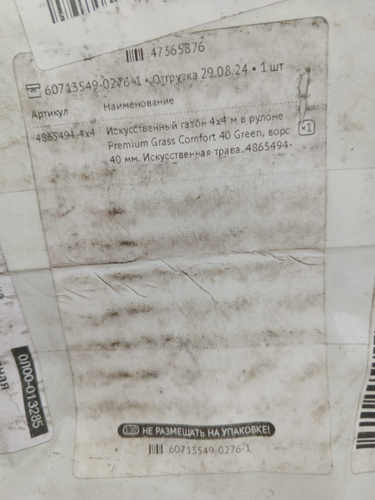 47365876
60713549-0276-1 • Отгрузка 29.08.24 • 1 шт
Артикул Наименование
4865494-4x4 Искусственный газон 4x4 м в рулоне ×1
Premium Grass Comfort 40 Green, ворс
40 мм. Искусственная трава. 4865494-
НЕ РАЗМЕЩАТЬ НА УПАКОВКЕ!
60713549-0276-1
0Л00-013285